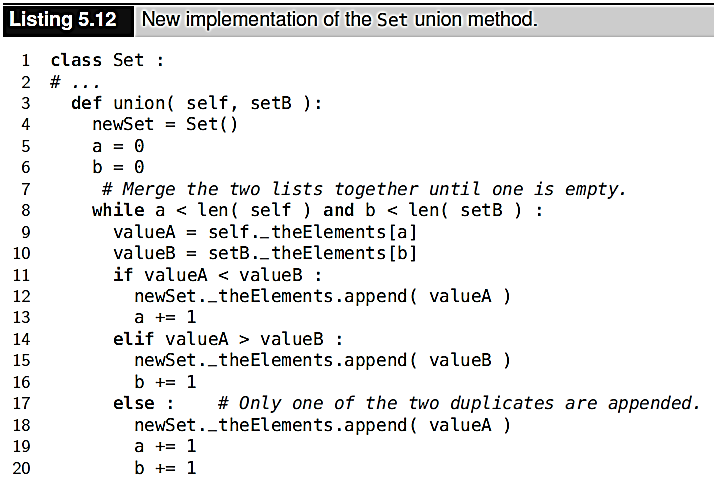 Listing 5.12 New implementation of the Set union method.
1 class Set :
2 # ...
3   def union( self, setB ):
4     newSet = Set()
5     a = 0
6     b = 0
7      # Merge the two lists together until one is empty.
8     while a < len( self ) and b < len( setB ) :
9       valueA = self._theElements[a]
10       valueB = setB._theElements[b]
11       if valueA < valueB :
12         newSet._theElements.append( valueA )
13         a += 1
14       elif valueA > valueB :
15         newSet._theElements.append( valueB )
16         b += 1
17       else :    # Only one of the two duplicates are appended.
18         newSet._theElements.append( valueA )
19         a += 1
20         b += 1